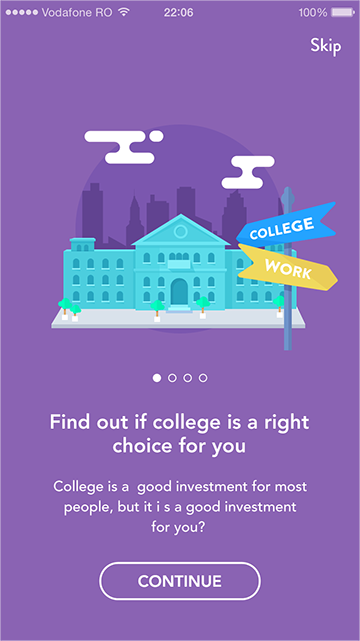 Vodafone RO 22:06 100%
Skip
COLLEGE
WORK
Find out if college is a right
choice for you
College is a  good investment for most
people, but it i s a good investment
for you?
CONTINUE